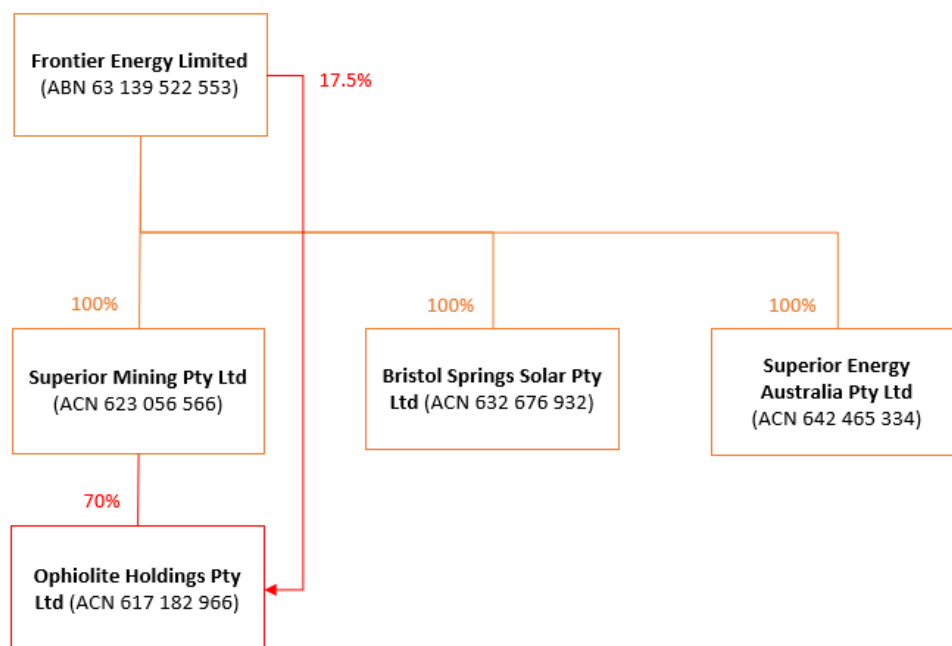 Frontier Energy Limited
(ABN 63 139 522 553)
17.5%
100%
100%
100%
Superior Mining Pty Ltd
(ACN 623 056 566)
Bristol Springs Solar Pty
Ltd (ACN 632 676 932)
Superior Energy
Australia Pty Ltd
(ACN 642 465 334)
70%
Ophiolite Holdings Pty
Ltd (ACN 617 182 966)